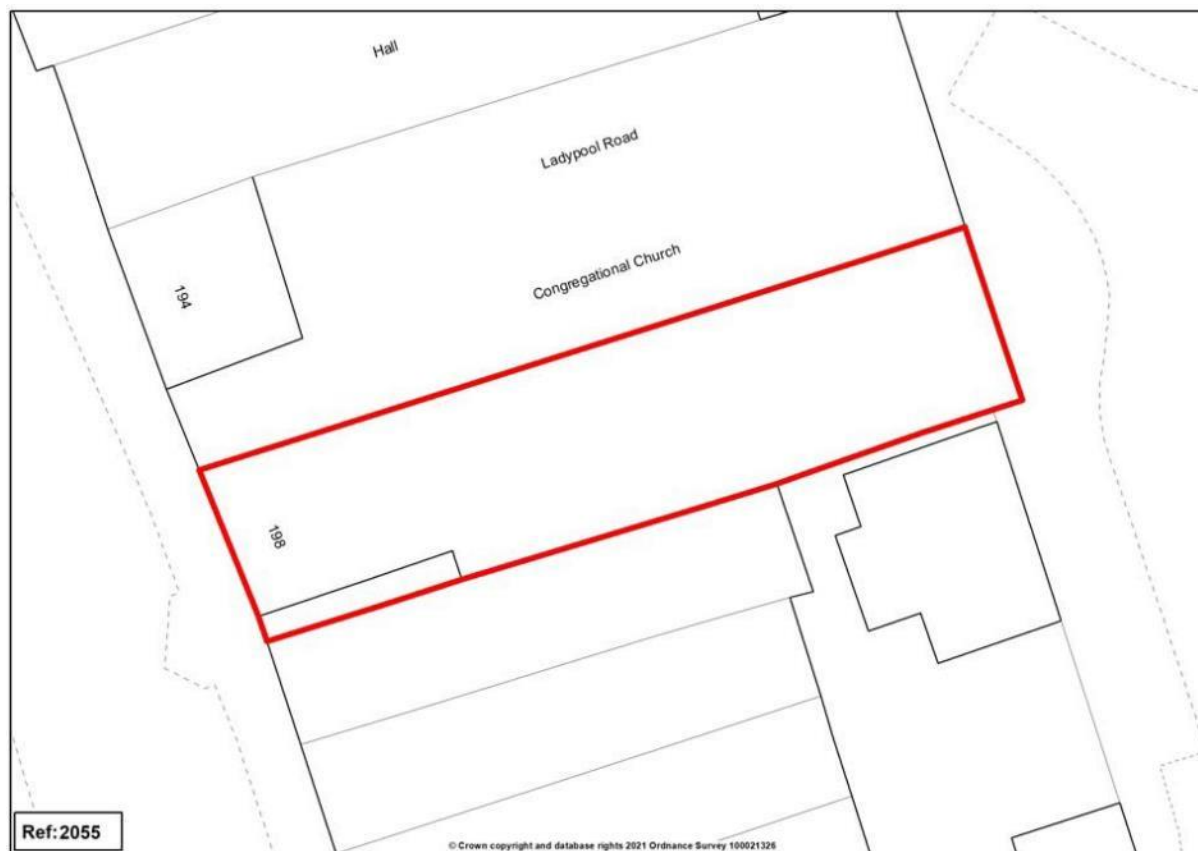 Hall
Ladypool Road
Congregational Church
194
198
Ref:2055
© Crown copyright and database rights 2021 Ordnance Survey 100021326